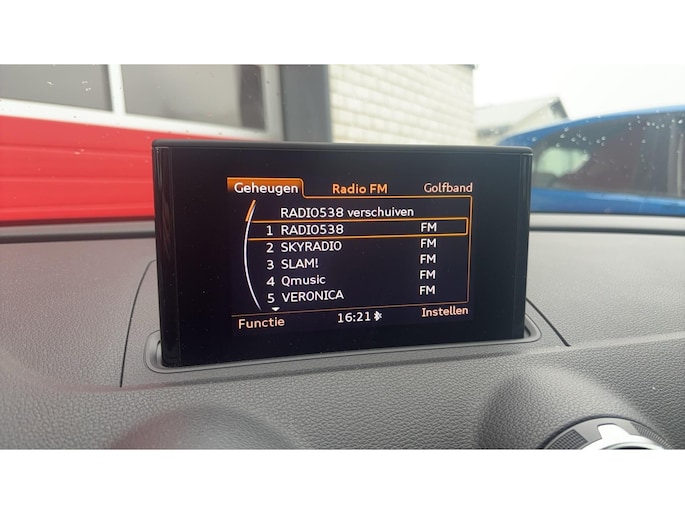 Geheugen Radio FM Golfband
RADIO538 verschuiven
1 RADIO538 FM
2 SKYRADIO FM
3 SLAM! FM
4 Qmusic FM
5 VERONICA FM
Functie 16:21 Instellen